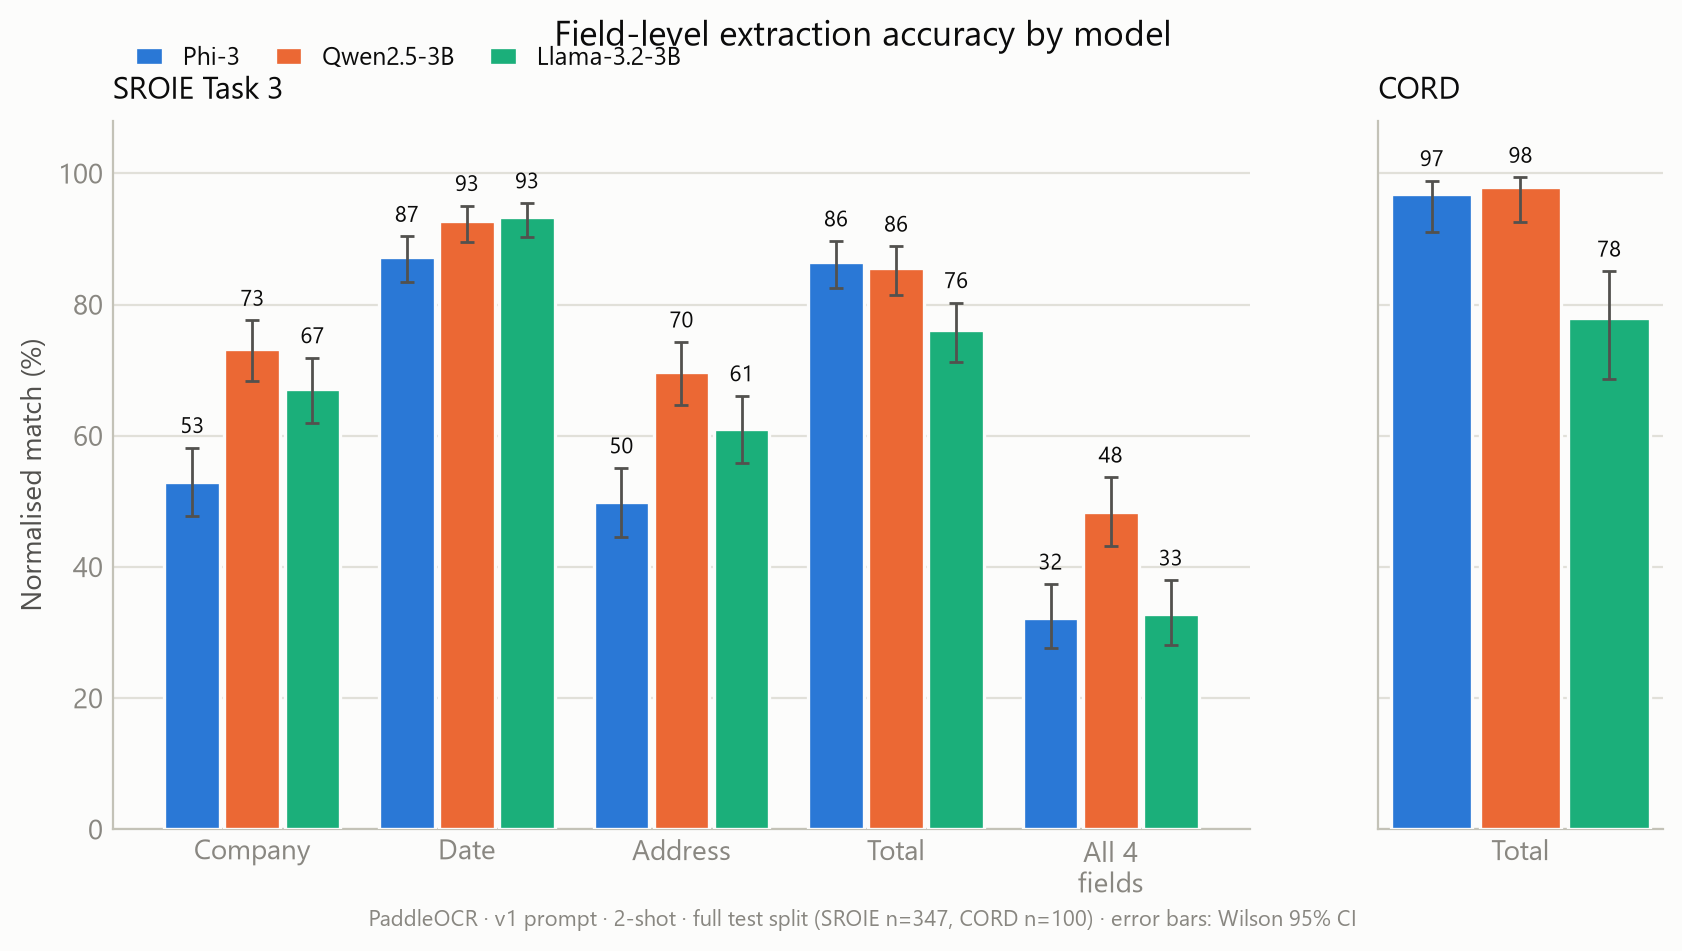 Field-level extraction accuracy by model
Phi-3 Qwen2.5-3B Llama-3.2-3B
SROIE Task 3
CORD
Normalised match (%)
100
80
60
40
20
0
53 73 67
87 93 93
50 70 61
86 86 76
32 48 33
97 98 78
Company Date Address Total All 4 fields
Total
PaddleOCR · v1 prompt · 2-shot · full test split (SROIE n=347, CORD n=100) · error bars: Wilson 95% CI